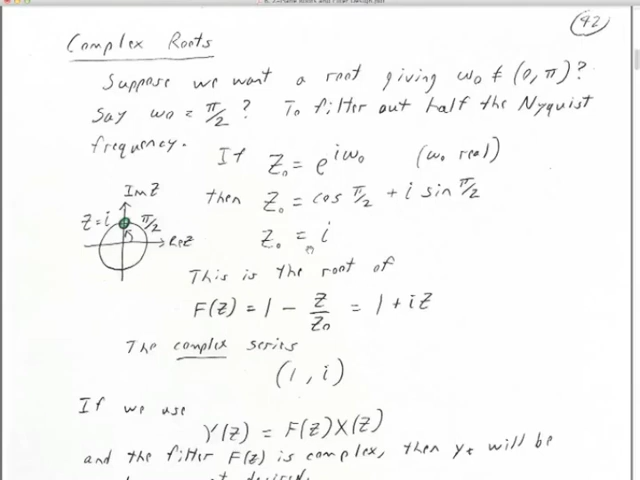 42
Complex Roots
Suppose we want a root giving ω0 ∉ (0, π)?
Say ω0 = π/2 ? To filter out half the Nyquist
frequency.
If Z0 = e^{iω0} (ω0 real)
Im Z
then Z0 = cos π/2 + i sin π/2
Z=i π/2
Re Z
Z0 = i
This is the root of
F(Z) = 1 - Z/Z0 = 1 + iZ
The complex series
(1, i)
If we use
Y(Z) = F(Z)X(Z)
and the filter F(Z) is complex, then yt will be